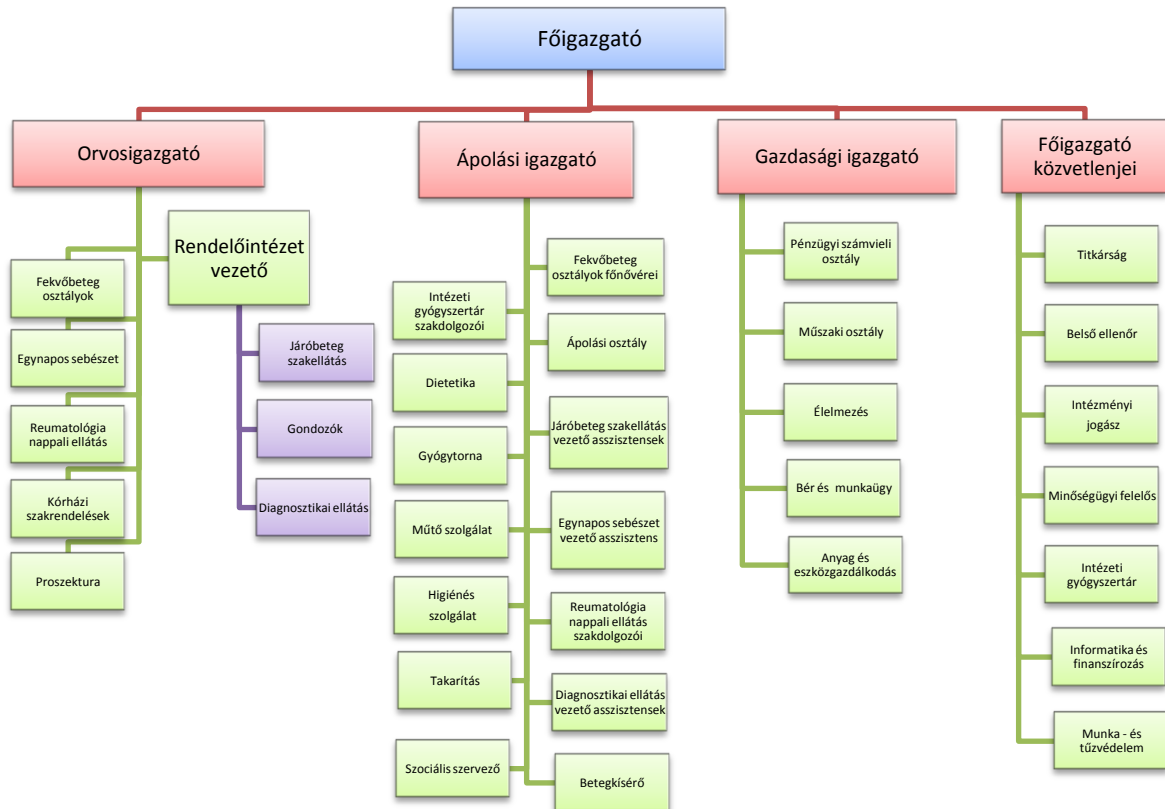 Főigazgató
Orvosigazgató
Rendelőintézet
vezető
Fekvőbeteg
osztályok
Egynapos sebészet
Reumatológia
nappali ellátás
Kórházi
szakrendelések
Proszektura
Járóbeteg
szakellátás
Gondozók
Diagnosztikai ellátás
Ápolási igazgató
Fekvőbeteg
osztályok főnővérei
Intézeti
gyógyszertár
szakdolgozói
Ápolási osztály
Dietetika
Járóbeteg szakellátás
vezető asszisztensek
Gyógytorna
Egynapos sebészet
vezető asszisztens
Műtő szolgálat
Higiénés
szolgálat
Reumatológia
nappali ellátás
szakdolgozói
Takarítás
Diagnosztikai ellátás
vezető asszisztensek
Szociális szervező
Betegkísérő
Gazdasági igazgató
Pénzügyi számvieli
osztály
Műszaki osztály
Élelmezés
Bér és munkaügy
Anyag és
eszközgazdálkodás
Főigazgató
közvetlenjei
Titkárság
Belső ellenőr
Intézményi
jogász
Minőségügyi felelős
Intézeti
gyógyszertár
Informatika és
finanszírozás
Munka - és
tűzvédelem